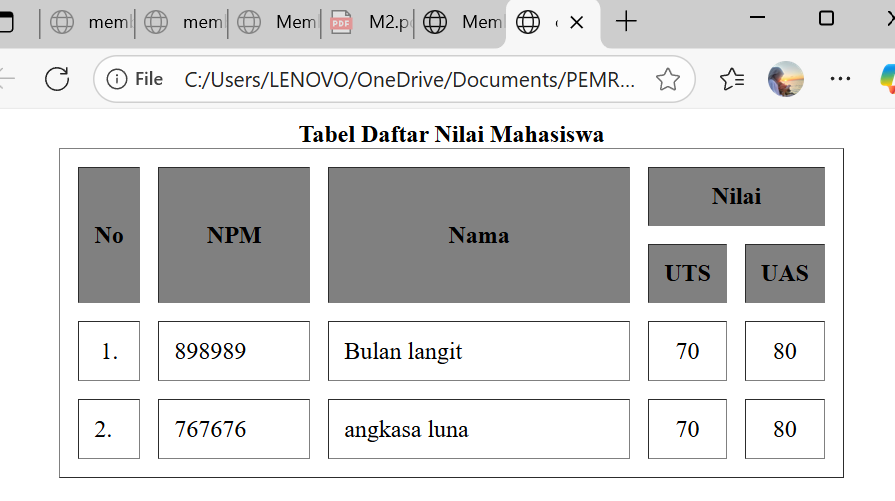 mem mem Mem M2.p Mem
File C:/Users/LENOVO/OneDrive/Documents/PEMR...
Tabel Daftar Nilai Mahasiswa
No NPM Nama Nilai
UTS UAS
1. 898989 Bulan langit 70 80
2. 767676 angkasa luna 70 80